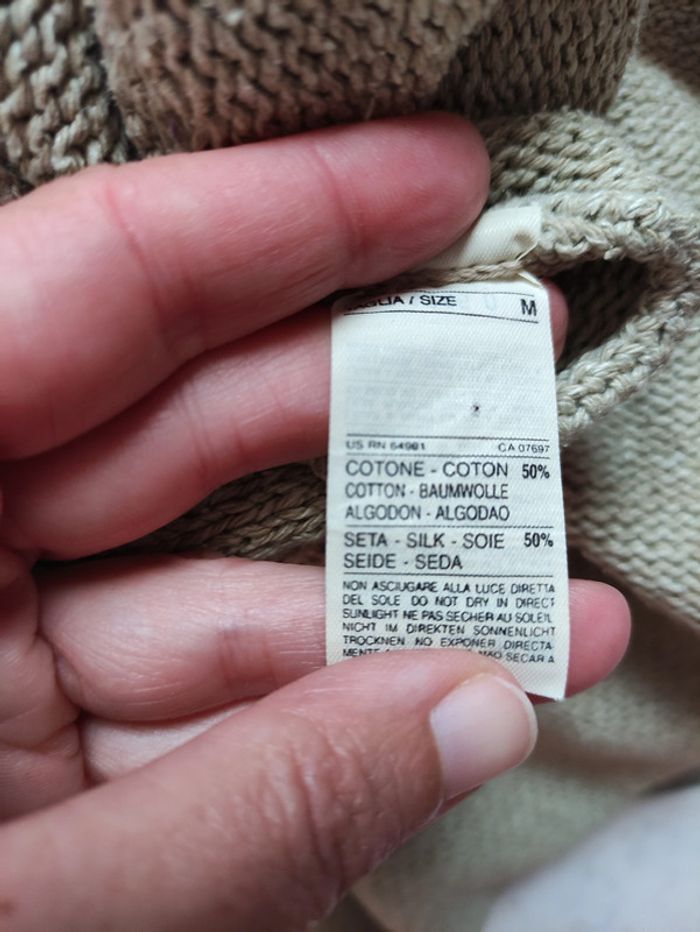 / SIZE M
US RN 64981 CA 07697
COTONE - COTON 50%
COTTON - BAUMWOLLE
ALGODON - ALGODAO
SETA - SILK - SOIE 50%
SEIDE - SEDA
NON ASCIUGARE ALLA LUCE DIRETTA
DEL SOLE DO NOT DRY IN DIRECT
SUNLIGHT NE PAS SECHER AU SOLEIL
NICHT IM DIREKTEN SONNENLICHT
TROCKNEN NO EXPONER DIRECTA-
MENTE SECAR A